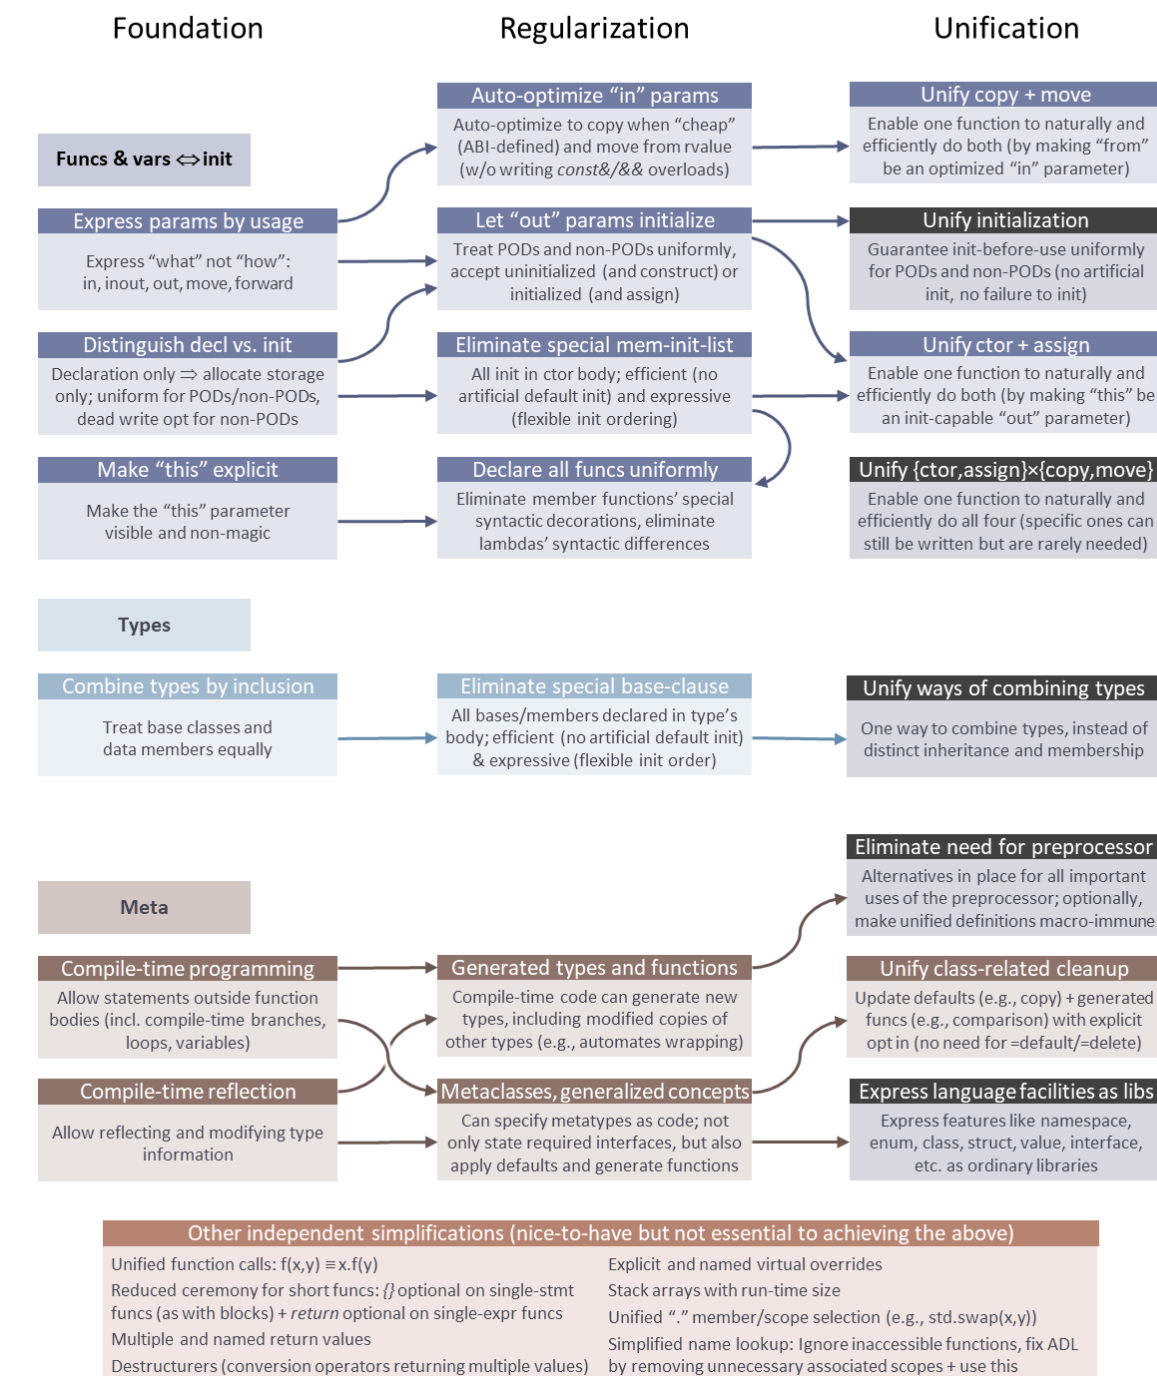 Foundation
Regularization
Unification
Funcs & vars ⇔ init
Auto-optimize “in” params
Auto-optimize to copy when “cheap”
(ABI-defined) and move from rvalue
(w/o writing const&/&& overloads)
Unify copy + move
Enable one function to naturally and
efficiently do both (by making “from”
be an optimized “in” parameter)
Express params by usage
Express “what” not “how”:
in, inout, out, move, forward
Let “out” params initialize
Treat PODs and non-PODs uniformly,
accept uninitialized (and construct) or
initialized (and assign)
Unify initialization
Guarantee init-before-use uniformly
for PODs and non-PODs (no artificial
init, no failure to init)
Distinguish decl vs. init
Declaration only ⇒ allocate storage
only; uniform for PODs/non-PODs,
dead write opt for non-PODs
Eliminate special mem-init-list
All init in ctor body; efficient (no
artificial default init) and expressive
(flexible init ordering)
Unify ctor + assign
Enable one function to naturally and
efficiently do both (by making “this” be
an init-capable “out” parameter)
Make “this” explicit
Make the “this” parameter
visible and non-magic
Declare all funcs uniformly
Eliminate member functions’ special
syntactic decorations, eliminate
lambdas’ syntactic differences
Unify {ctor,assign}×{copy,move}
Enable one function to naturally and
efficiently do all four (specific ones can
still be written but are rarely needed)
Types
Combine types by inclusion
Treat base classes and
data members equally
Eliminate special base-clause
All bases/members declared in type’s
body; efficient (no artificial default init)
& expressive (flexible init order)
Unify ways of combining types
One way to combine types, instead of
distinct inheritance and membership
Meta
Eliminate need for preprocessor
Alternatives in place for all important
uses of the preprocessor; optionally,
make unified definitions macro-immune
Compile-time programming
Allow statements outside function
bodies (incl. compile-time branches,
loops, variables)
Generated types and functions
Compile-time code can generate new
types, including modified copies of
other types (e.g., automates wrapping)
Unify class-related cleanup
Update defaults (e.g., copy) + generated
funcs (e.g., comparison) with explicit
opt in (no need for =default/=delete)
Compile-time reflection
Allow reflecting and modifying type
information
Metaclasses, generalized concepts
Can specify metatypes as code; not
only state required interfaces, but also
apply defaults and generate functions
Express language facilities as libs
Express features like namespace,
enum, class, struct, value, interface,
etc. as ordinary libraries
Other independent simplifications (nice-to-have but not essential to achieving the above)
Unified function calls: f(x,y) ≡ x.f(y)
Reduced ceremony for short funcs: {} optional on single-stmt
funcs (as with blocks) + return optional on single-expr funcs
Multiple and named return values
Destructurers (conversion operators returning multiple values)
Explicit and named virtual overrides
Stack arrays with run-time size
Unified “.” member/scope selection (e.g., std.swap(x,y))
Simplified name lookup: Ignore inaccessible functions, fix ADL
by removing unnecessary associated scopes + use this